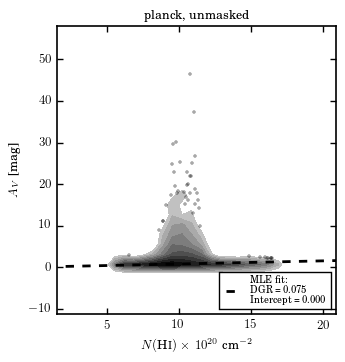 planck, unmasked
50
40
30
20
10
0
−10
A_V [mag]
5
10
15
20
N(HI) × 10^20 cm^−2
MLE fit:
DGR = 0.075
Intercept = 0.000